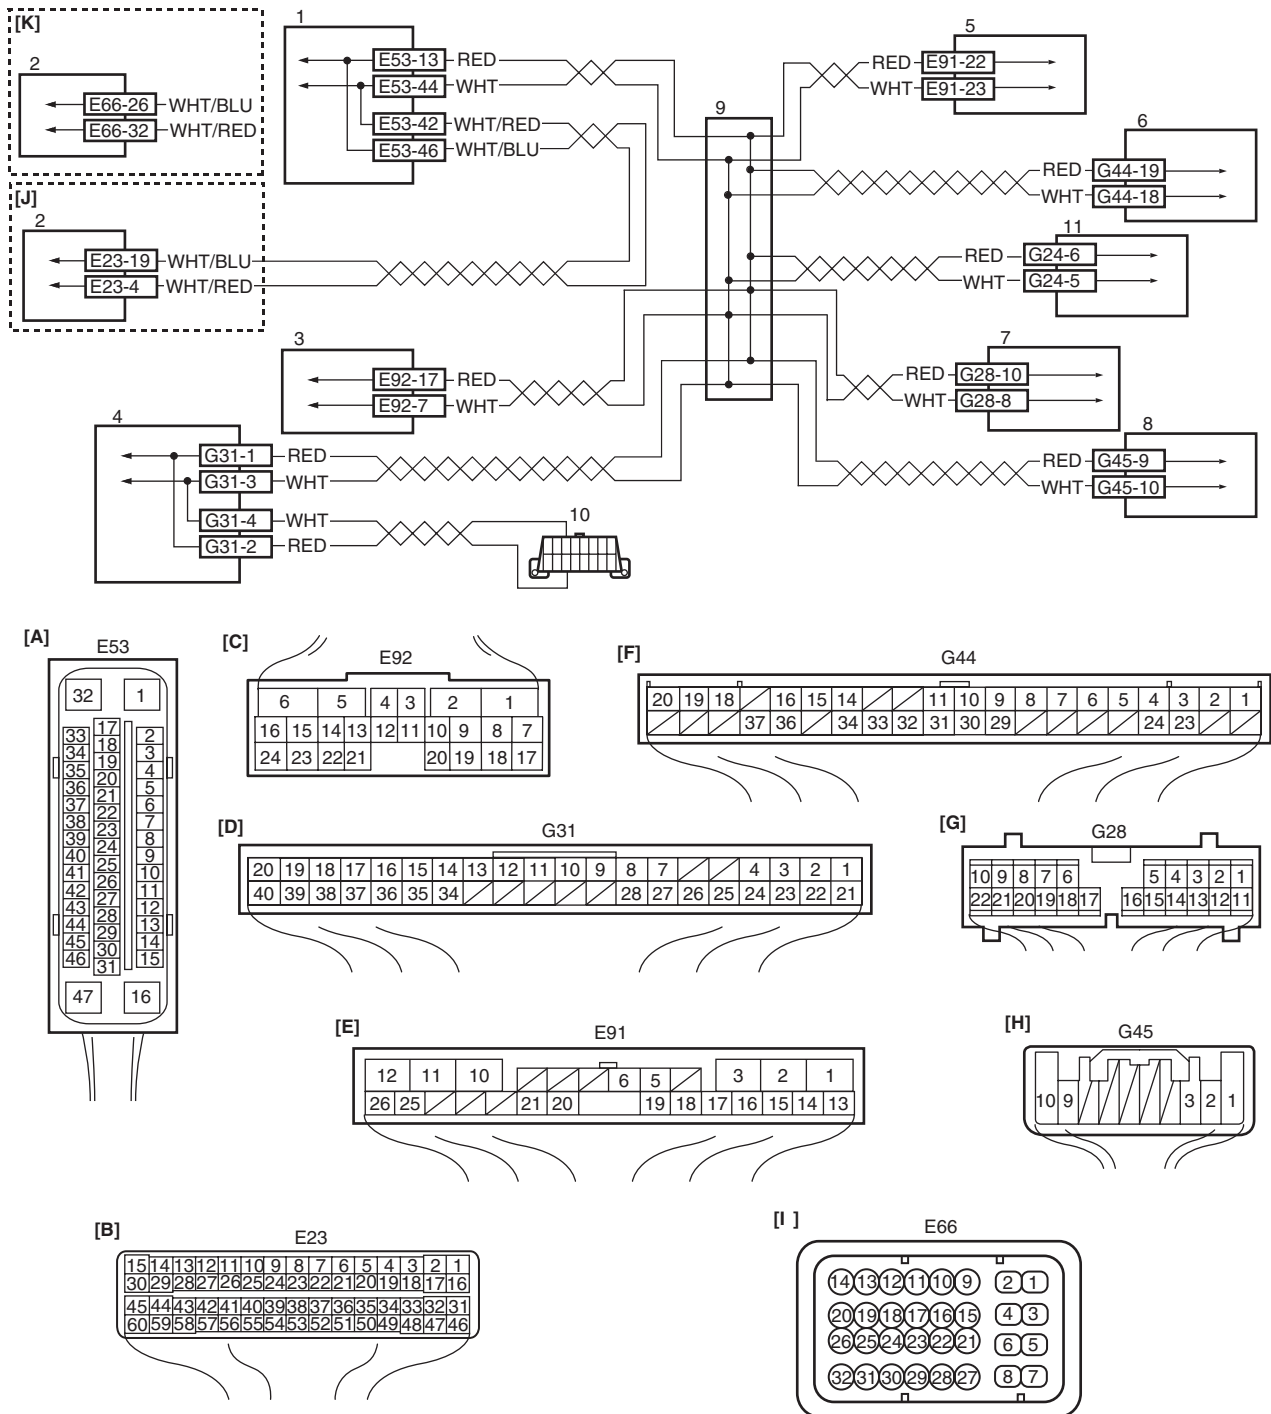 [K]
2
E66-26 WHT/BLU
E66-32 WHT/RED
[J]
2
E23-19 WHT/BLU
E23-4 WHT/RED
1
E53-13 RED
E53-44 WHT
E53-42 WHT/RED
E53-46 WHT/BLU
3
E92-17 RED
E92-7 WHT
4
G31-1 RED
G31-3 WHT
G31-4 WHT
G31-2 RED
10
9
5
RED E91-22
WHT E91-23
6
RED G44-19
WHT G44-18
11
RED G24-6
WHT G24-5
7
RED G28-10
WHT G28-8
8
RED G45-9
WHT G45-10
[A]
E53
32 1
17
33 2
18
34 3
19
35 4
20
36 5
21
37 6
22
38 7
23
39 8
24
40 9
25
41 10
26
42 11
27
43 12
28
44 13
29
45 14
30
46 15
31
47 16
[C]
E92
6 5 4 3 2 1
16 15 14 13 12 11 10 9 8 7
24 23 22 21 20 19 18 17
[F]
G44
20 19 18 16 15 14 11 10 9 8 7 6 5 4 3 2 1
37 36 34 33 32 31 30 29 24 23
[D]
G31
20 19 18 17 16 15 14 13 12 11 10 9 8 7 4 3 2 1
40 39 38 37 36 35 34 28 27 26 25 24 23 22 21
[G]
G28
10 9 8 7 6 5 4 3 2 1
22 21 20 19 18 17 16 15 14 13 12 11
[E]
E91
12 11 10 6 5 3 2 1
26 25 21 20 19 18 17 16 15 14 13
[H]
G45
10 9 3 2 1
[B]
E23
15 14 13 12 11 10 9 8 7 6 5 4 3 2 1
30 29 28 27 26 25 24 23 22 21 20 19 18 17 16
45 44 43 42 41 40 39 38 37 36 35 34 33 32 31
60 59 58 57 56 55 54 53 52 51 50 49 48 47 46
[I ]
E66
14 13 12 11 10 9 2 1
20 19 18 17 16 15 4 3
26 25 24 23 22 21 6 5
32 31 30 29 28 27 8 7